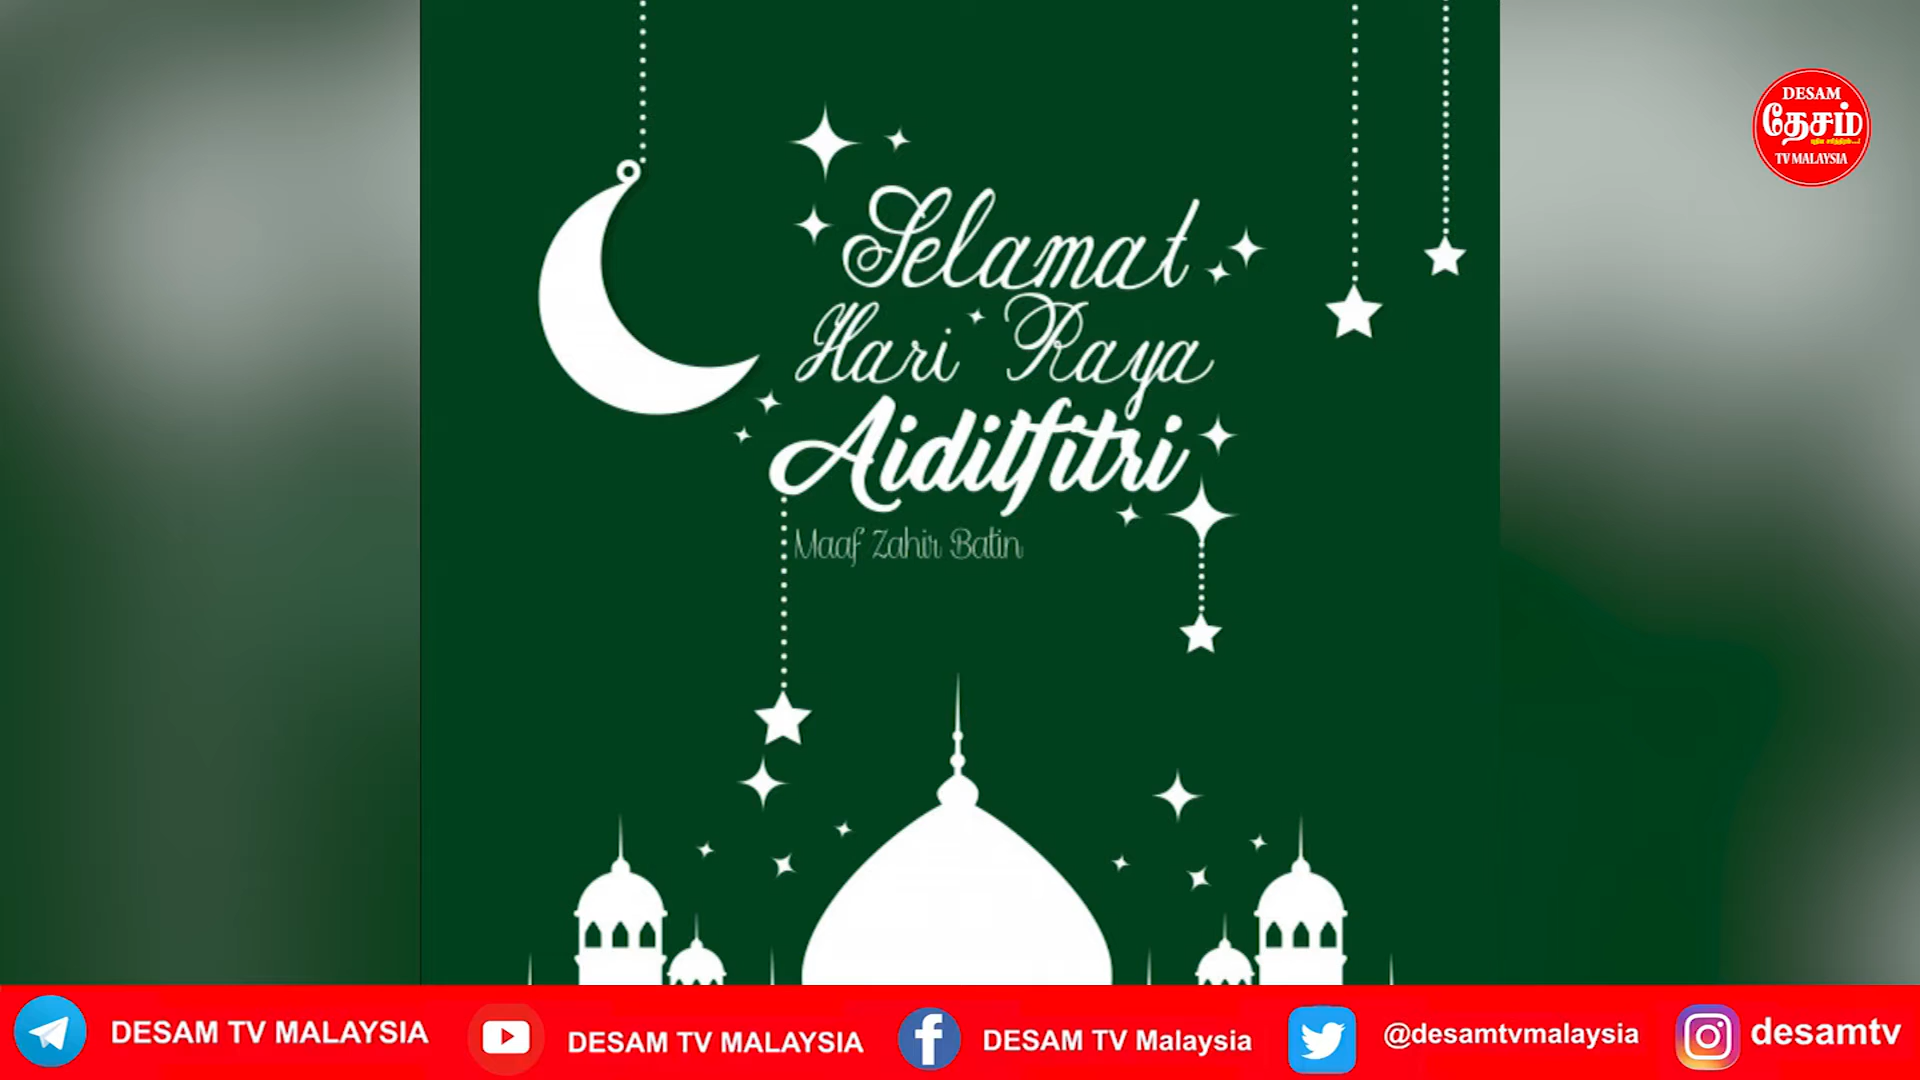 Selamat
Hari Raya
Aidilfitri
Maaf Zahir Batin
DESAM
தேசம்
TV MALAYSIA
DESAM TV MALAYSIA
DESAM TV MALAYSIA
DESAM TV Malaysia
@desamtvmalaysia
desamtv